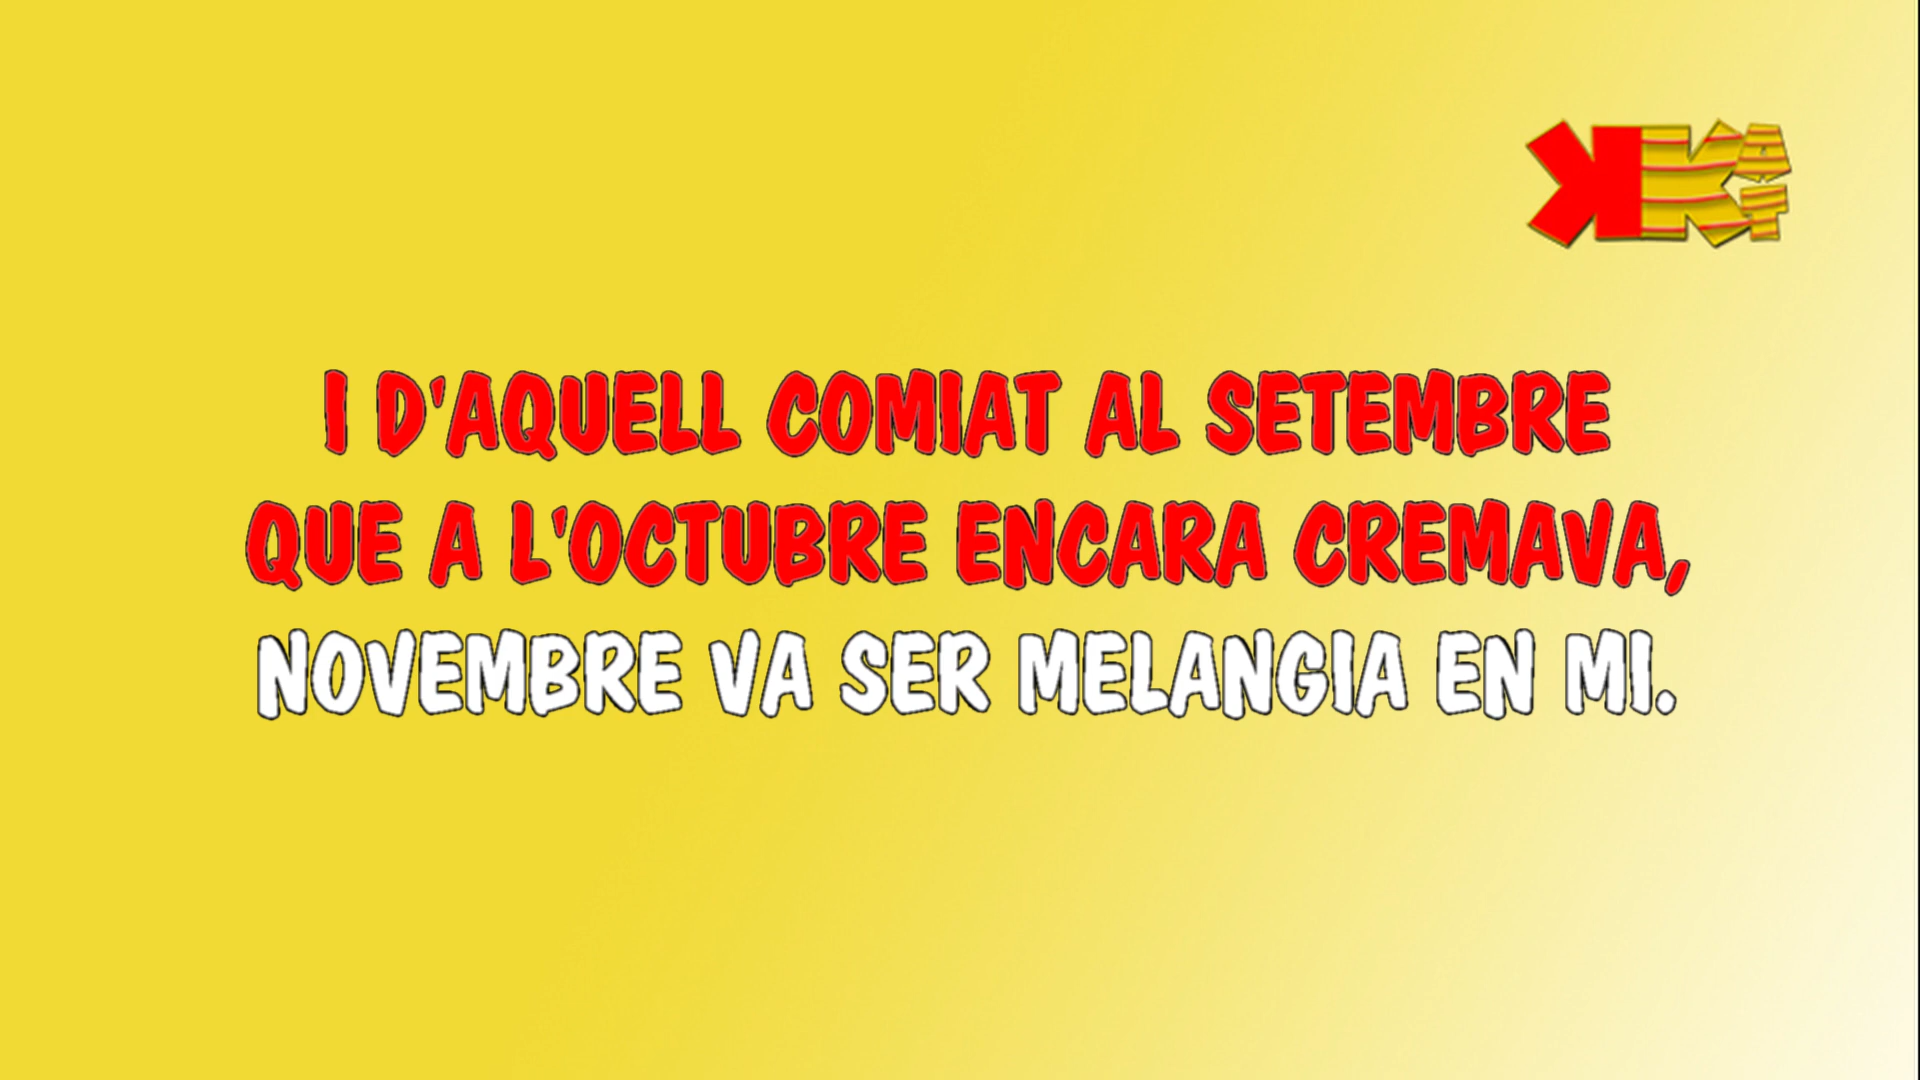 I D'AQUELL COMIAT AL SETEMBRE
QUE A L'OCTUBRE ENCARA CREMAVA,
NOVEMBRE VA SER MELANGIA EN MI.